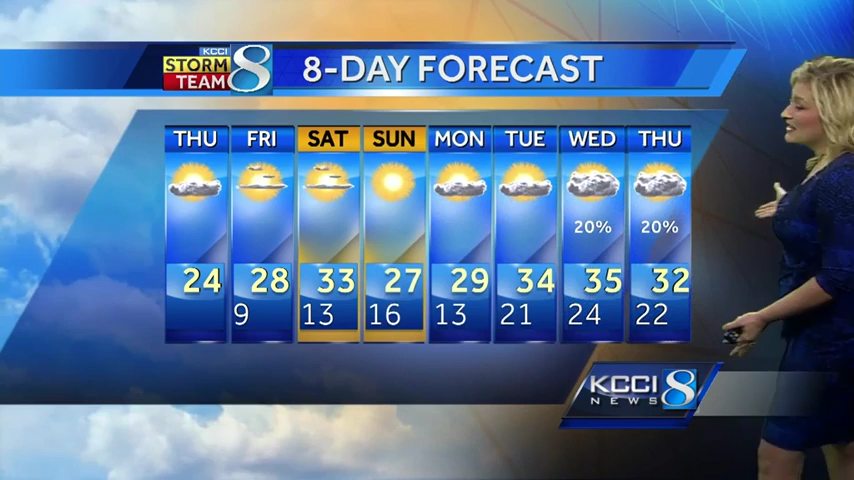 KCCI
STORM
TEAM 8
8-DAY FORECAST
THU FRI SAT SUN MON TUE WED THU
20% 20%
24 28 33 27 29 34 35 32
9 13 16 13 21 24 22
KCCI 8
NEWS